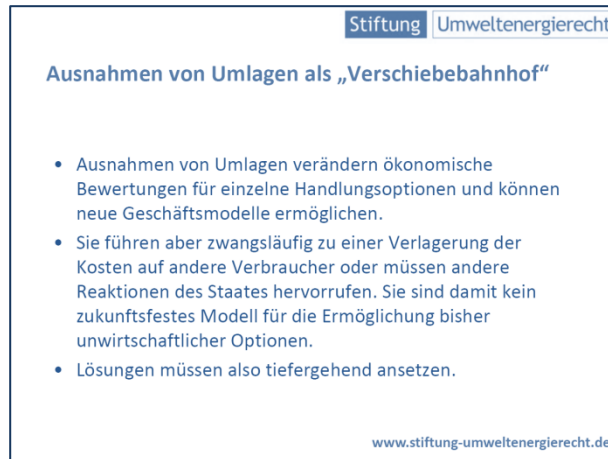 Stiftung Umweltenergierecht
Ausnahmen von Umlagen als „Verschiebebahnhof“
• Ausnahmen von Umlagen verändern ökonomische
Bewertungen für einzelne Handlungsoptionen und können
neue Geschäftsmodelle ermöglichen.
• Sie führen aber zwangsläufig zu einer Verlagerung der
Kosten auf andere Verbraucher oder müssen andere
Reaktionen des Staates hervorrufen. Sie sind damit kein
zukunftsfestes Modell für die Ermöglichung bisher
unwirtschaftlicher Optionen.
• Lösungen müssen also tiefergehend ansetzen.
www.stiftung-umweltenergierecht.de